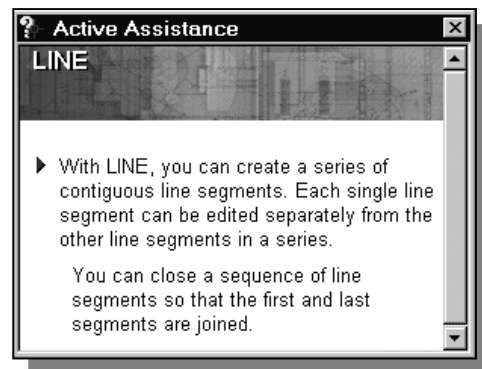 Active Assistance
LINE
With LINE, you can create a series of
contiguous line segments. Each single line
segment can be edited separately from the
other line segments in a series.
You can close a sequence of line
segments so that the first and last
segments are joined.